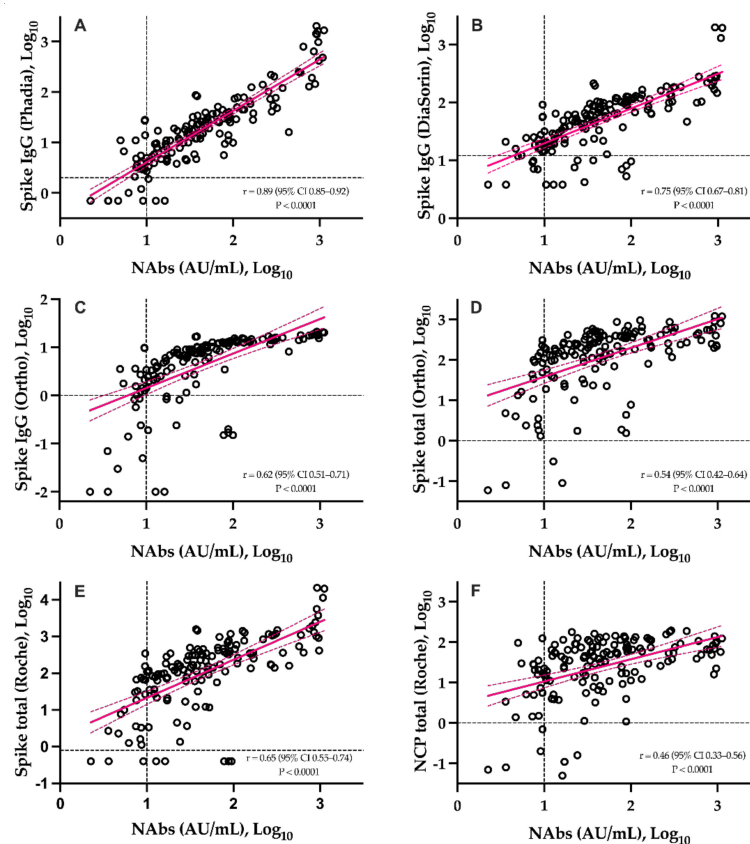 A
Spike IgG (Phadia), Log10
3
2
1
0
r = 0.89 (95% CI 0.85–0.92)
P < 0.0001
0 1 2 3
NAbs (AU/mL), Log10
B
Spike IgG (DiaSorin), Log10
4
3
2
1
0
r = 0.75 (95% CI 0.67–0.81)
P < 0.0001
0 1 2 3
NAbs (AU/mL), Log10
C
Spike IgG (Ortho), Log10
2
1
0
-1
-2
r = 0.62 (95% CI 0.51–0.71)
P < 0.0001
0 1 2 3
NAbs (AU/mL), Log10
D
Spike total (Ortho), Log10
3
2
1
0
-1
r = 0.54 (95% CI 0.42–0.64)
P < 0.0001
0 1 2 3
NAbs (AU/mL), Log10
E
Spike total (Roche), Log10
4
3
2
1
0
-1
r = 0.65 (95% CI 0.55–0.74)
P < 0.0001
0 1 2 3
NAbs (AU/mL), Log10
F
NCP total (Roche), Log10
3
2
1
0
-1
r = 0.46 (95% CI 0.33–0.56)
P < 0.0001
0 1 2 3
NAbs (AU/mL), Log10